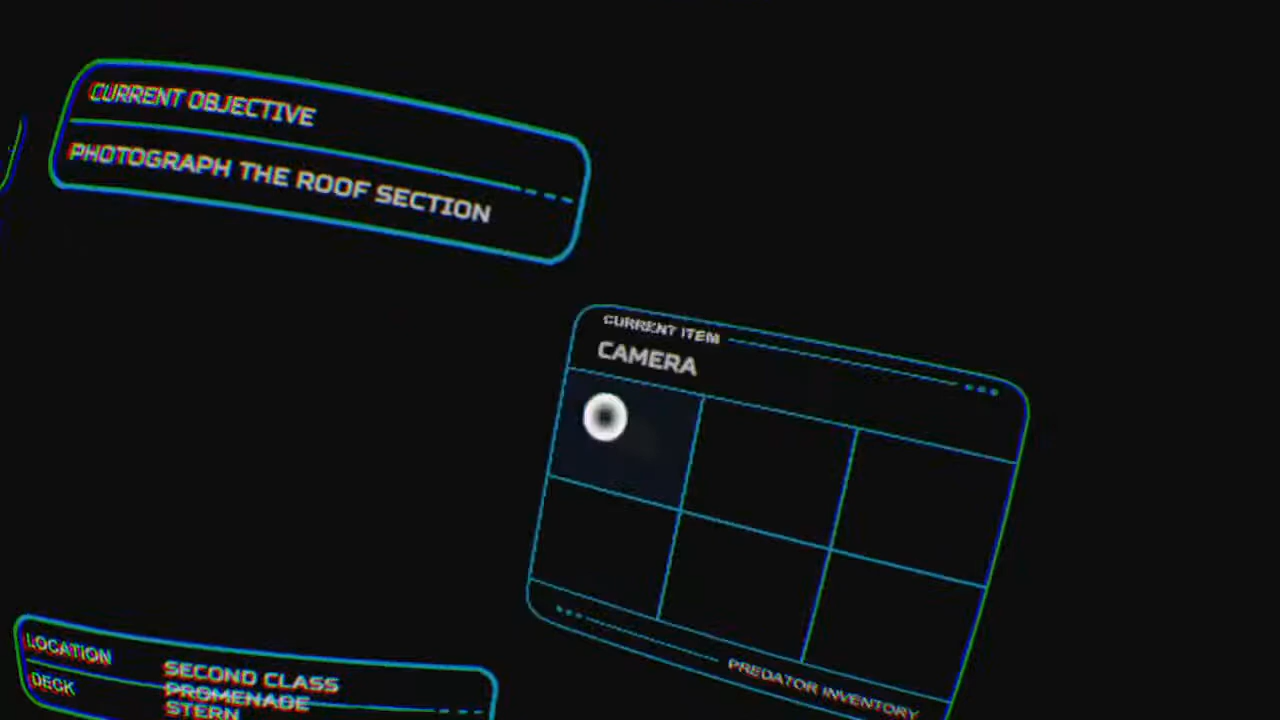 CURRENT OBJECTIVE
PHOTOGRAPH THE ROOF SECTION
CURRENT ITEM
CAMERA
PREDATOR INVENTORY
LOCATION
SECOND CLASS
PROMENADE
DECK
STERN